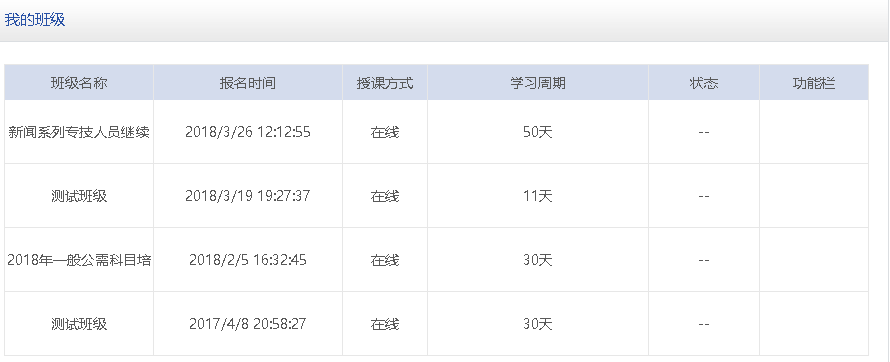 我的班级
班级名称 报名时间 授课方式 学习周期 状态 功能栏
新闻系列专技人员继续 2018/3/26 12:12:55 在线 50天 --
测试班级 2018/3/19 19:27:37 在线 11天 --
2018年一般公需科目培 2018/2/5 16:32:45 在线 30天 --
测试班级 2017/4/8 20:58:27 在线 30天 --